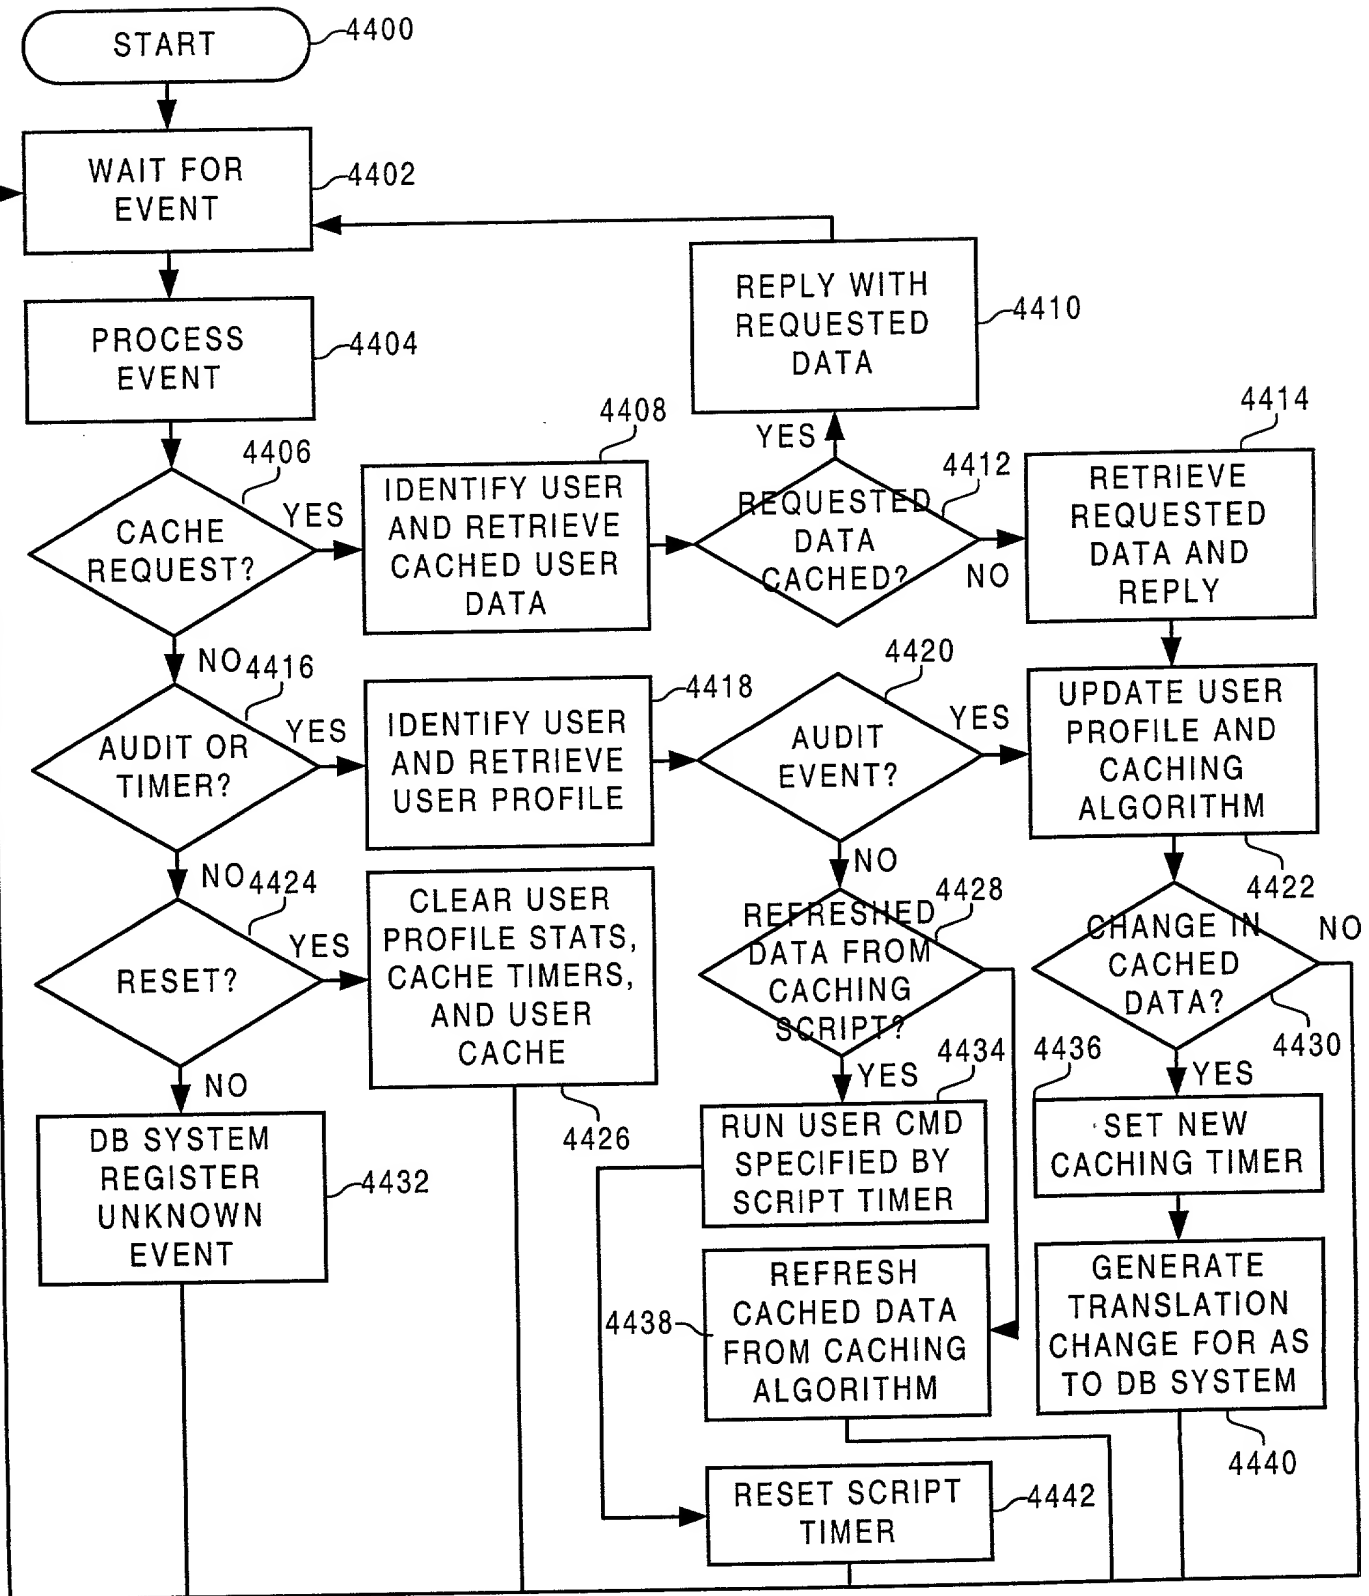 START
4400
WAIT FOR
EVENT
4402
PROCESS
EVENT
4404
REPLY WITH
REQUESTED
DATA
4410
4406
CACHE
REQUEST?
YES
NO
4408
IDENTIFY USER
AND RETRIEVE
CACHED USER
DATA
YES
4412
REQUESTED
DATA
CACHED?
NO
4414
RETRIEVE
REQUESTED
DATA AND
REPLY
4416
AUDIT OR
TIMER?
YES
NO
4418
IDENTIFY USER
AND RETRIEVE
USER PROFILE
4420
AUDIT
EVENT?
YES
NO
UPDATE USER
PROFILE AND
CACHING
ALGORITHM
4422
4424
RESET?
YES
NO
CLEAR USER
PROFILE STATS,
CACHE TIMERS,
AND USER
CACHE
4426
4428
REFRESHED
DATA FROM
CACHING
SCRIPT?
YES
CHANGE IN
CACHED
DATA?
NO
4430
YES
DB SYSTEM
REGISTER
UNKNOWN
EVENT
4432
4434
RUN USER CMD
SPECIFIED BY
SCRIPT TIMER
4436
SET NEW
CACHING TIMER
4438
REFRESH
CACHED DATA
FROM CACHING
ALGORITHM
GENERATE
TRANSLATION
CHANGE FOR AS
TO DB SYSTEM
4440
RESET SCRIPT
TIMER
4442